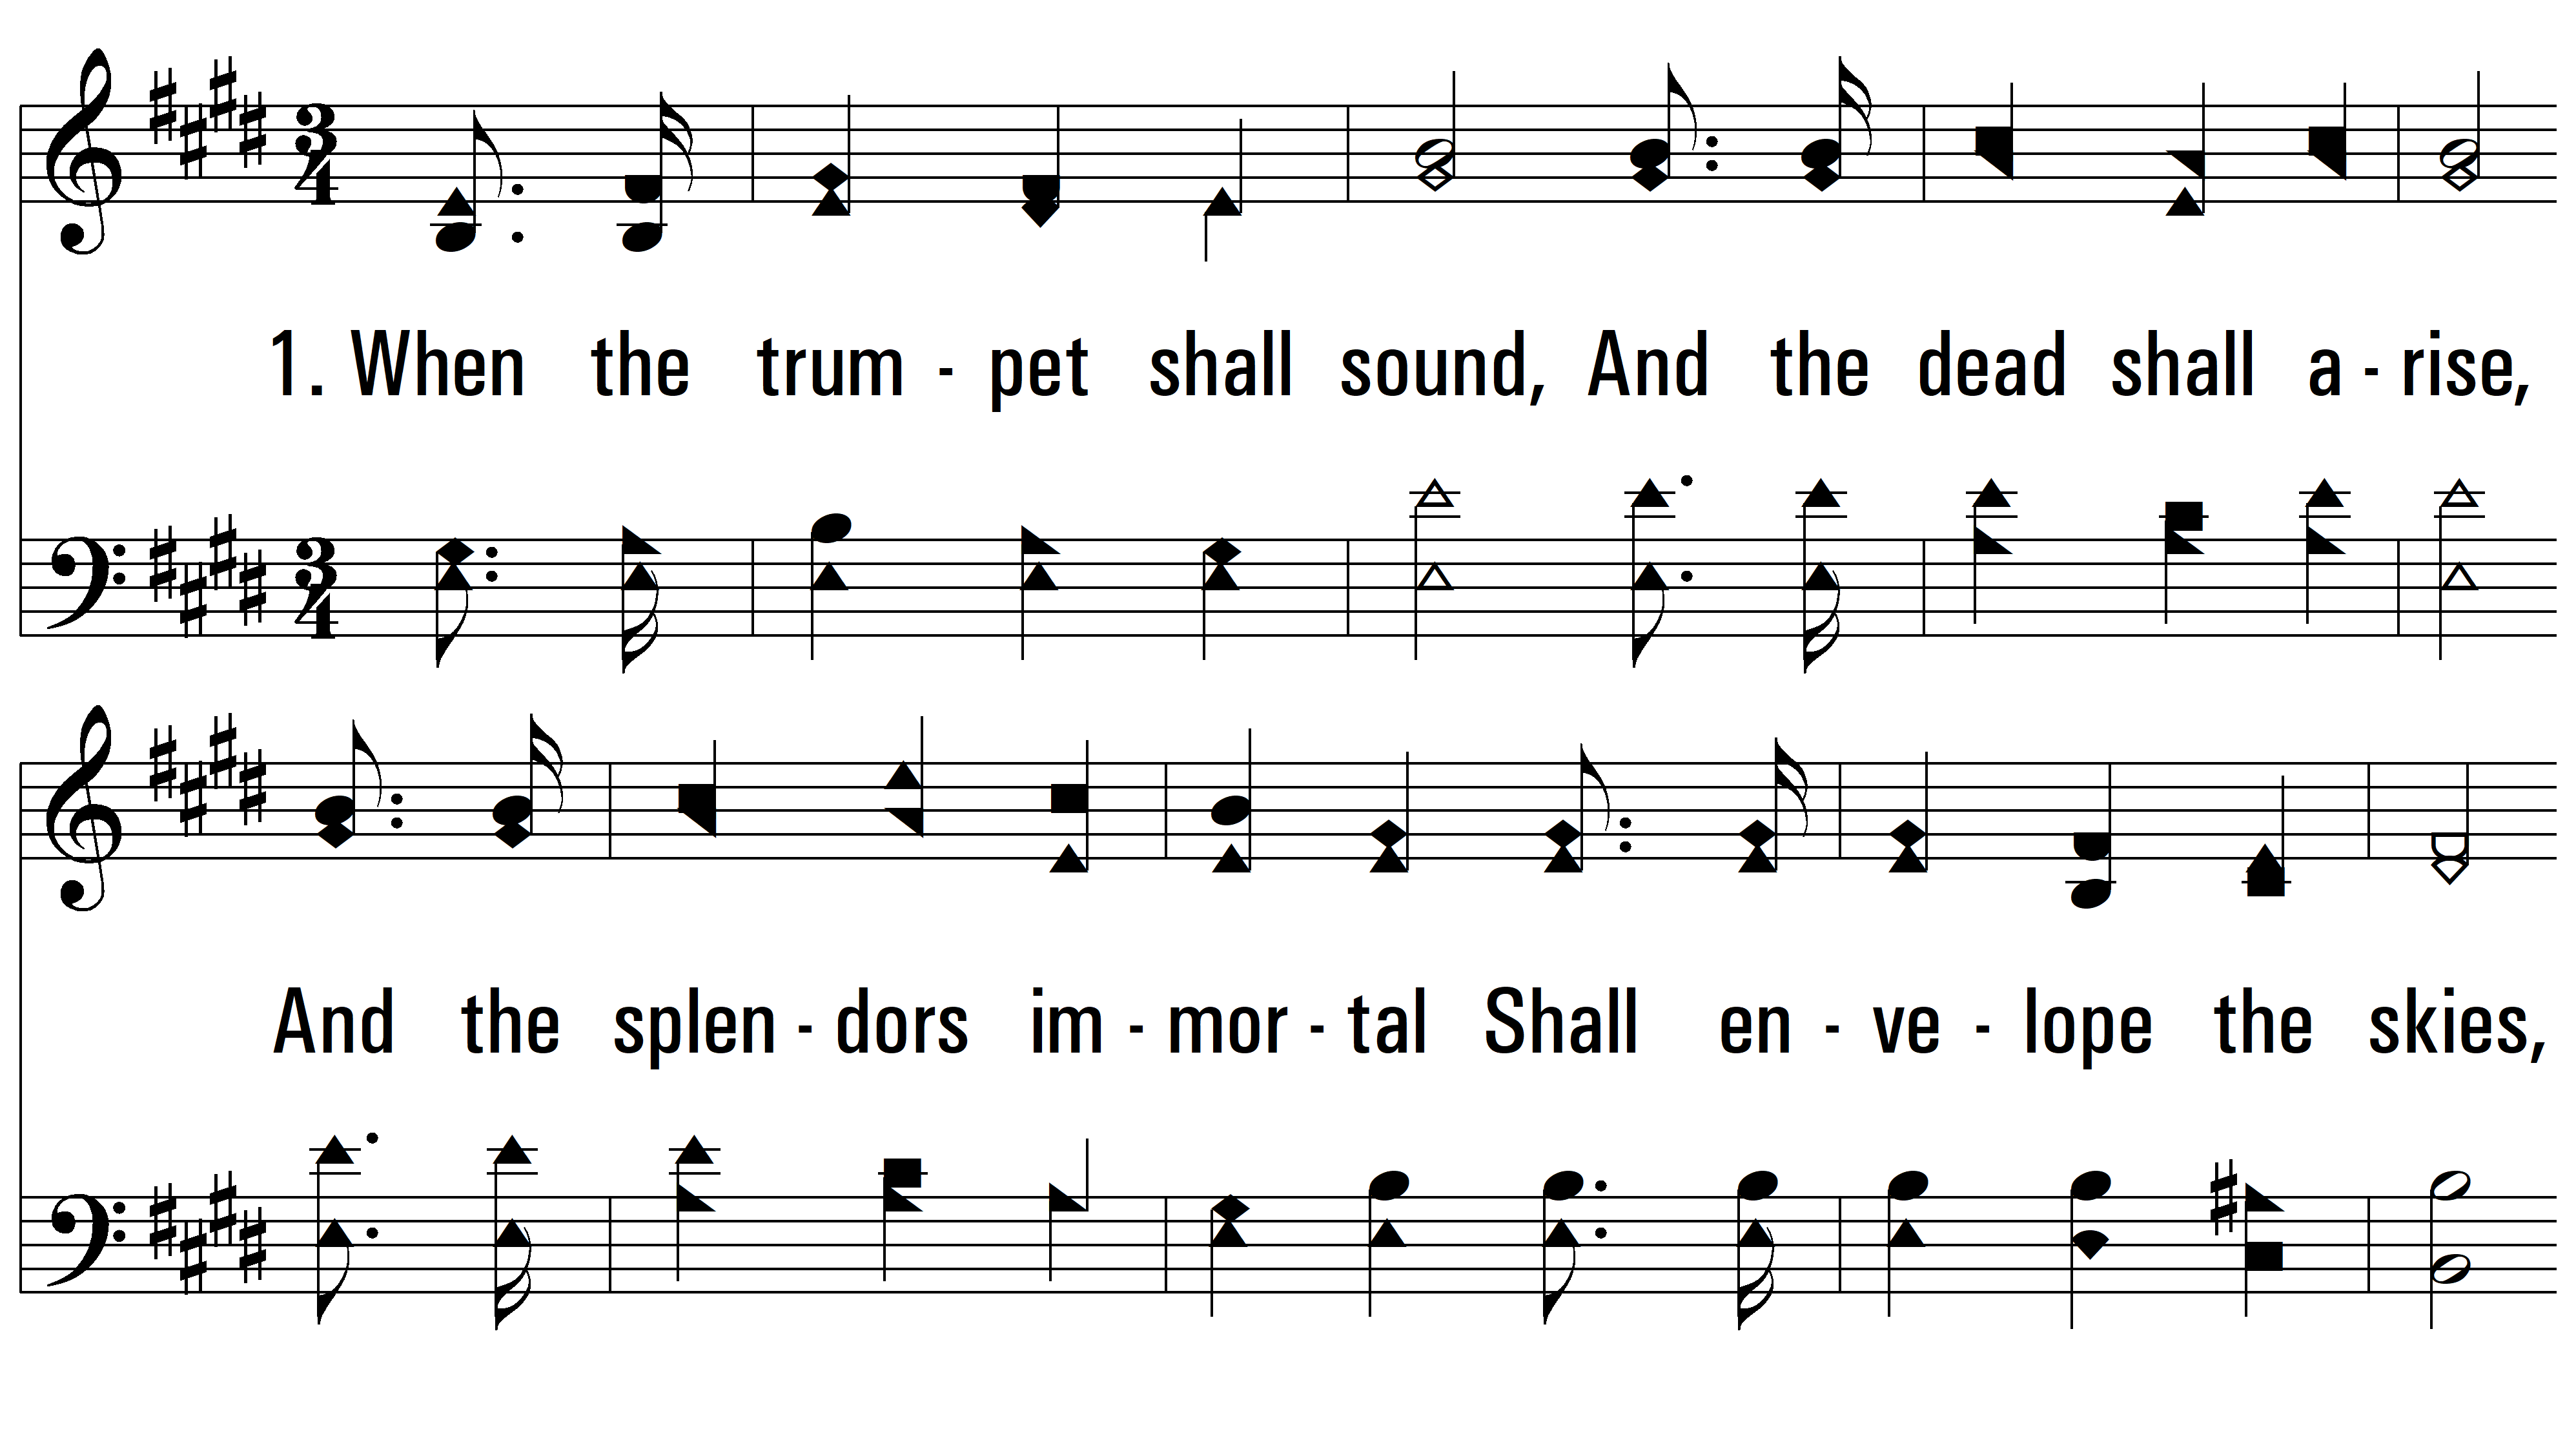 1. When the trum - pet shall sound, And the dead shall a - rise,
And the splen - dors im - mor - tal Shall en - ve - lope the skies,